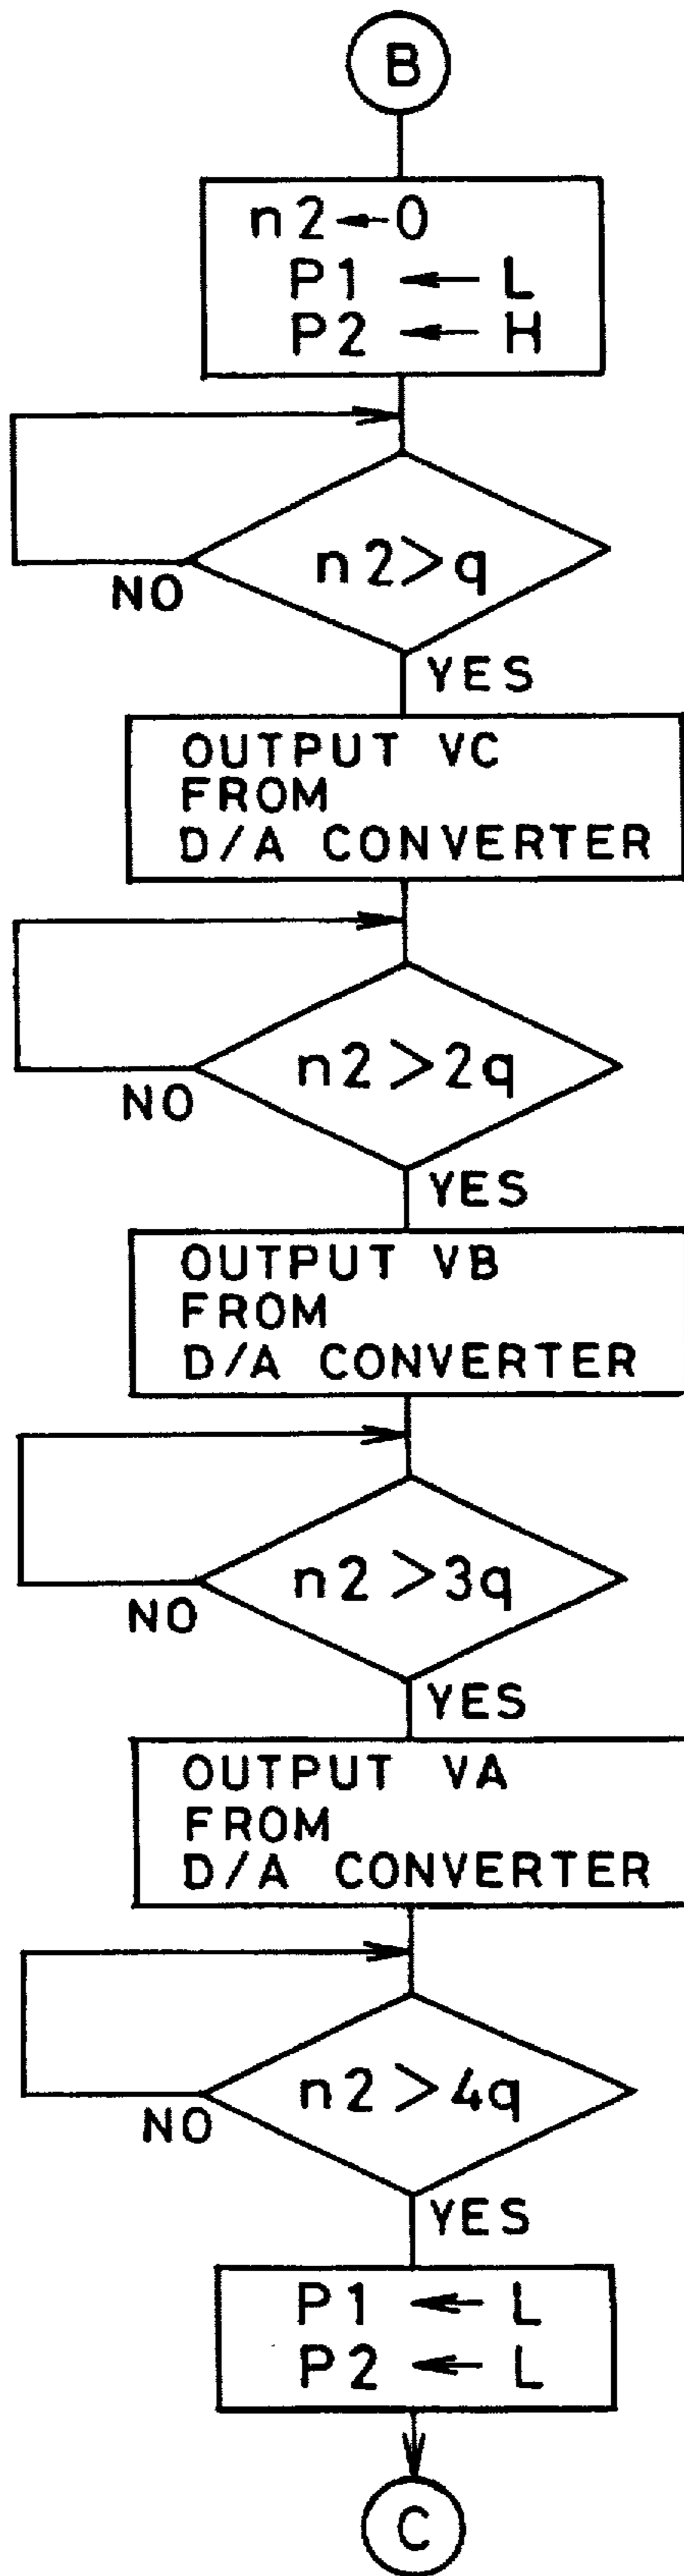 B
n2←0
P1 ← L
P2 ← H
n2>q
NO
YES
OUTPUT VC
FROM
D/A CONVERTER
n2>2q
NO
YES
OUTPUT VB
FROM
D/A CONVERTER
n2>3q
NO
YES
OUTPUT VA
FROM
D/A CONVERTER
n2>4q
NO
YES
P1 ← L
P2 ← L
C